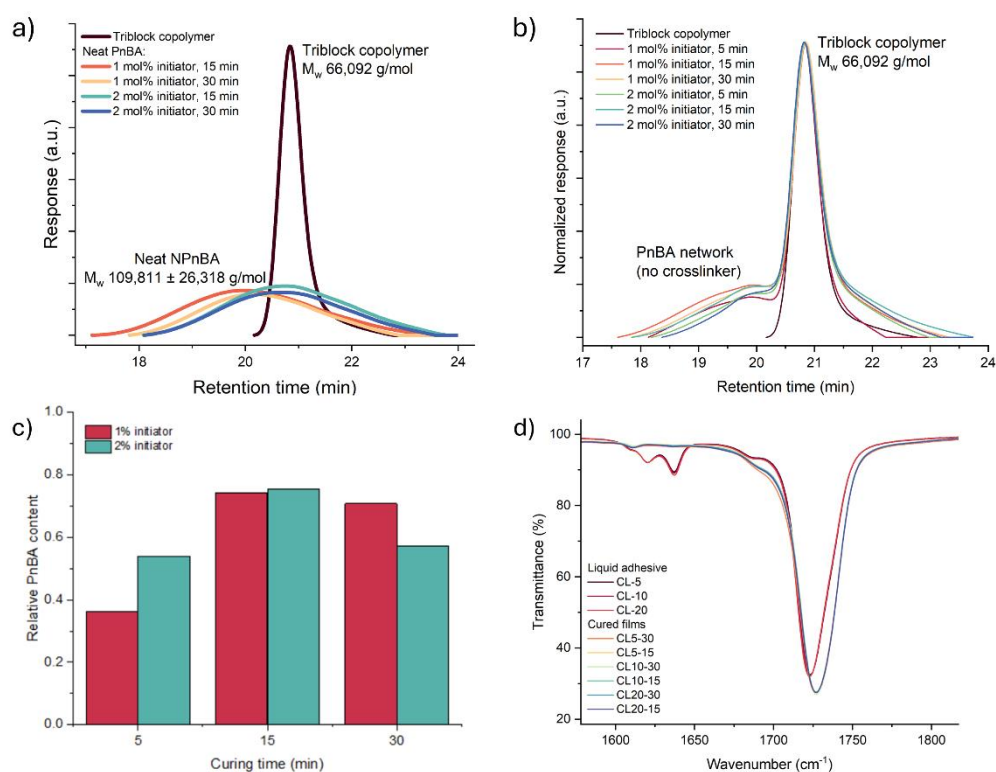 a)
Triblock copolymer
Neat PnBA:
1 mol% initiator, 15 min
1 mol% initiator, 30 min
2 mol% initiator, 15 min
2 mol% initiator, 30 min
Triblock copolymer
Mw 66,092 g/mol
Neat NPnBA
Mw 109,811 ± 26,318 g/mol
Response (a.u.)
18 20 22 24
Retention time (min)
b)
Triblock copolymer
1 mol% initiator, 5 min
1 mol% initiator, 15 min
1 mol% initiator, 30 min
2 mol% initiator, 5 min
2 mol% initiator, 15 min
2 mol% initiator, 30 min
Triblock copolymer
Mw 66,092 g/mol
PnBA network
(no crosslinker)
Normalized response (a.u.)
17 18 19 20 21 22 23 24
Retention time (min)
c)
1% initiator
2% initiator
Relative PnBA content
1.0
0.8
0.6
0.4
0.2
0.0
5 15 30
Curing time (min)
d)
Transmittance (%)
100
80
60
40
20
Liquid adhesive
CL-5
CL-10
CL-20
Cured films
CL5-30
CL5-15
CL10-30
CL10-15
CL20-30
CL20-15
1600 1650 1700 1750 1800
Wavenumber (cm⁻¹)